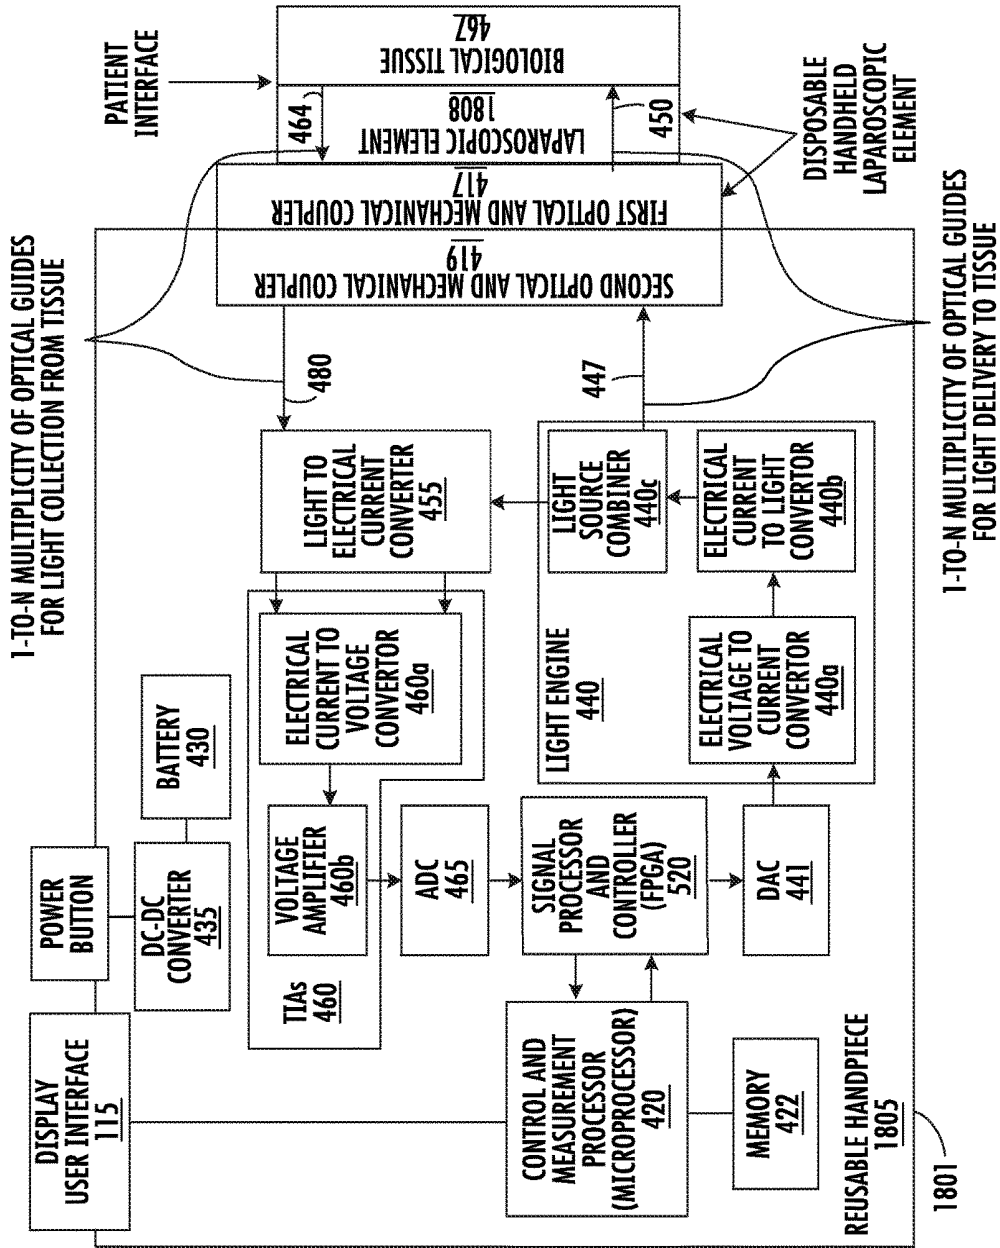 DISPLAY
USER INTERFACE
115
POWER
BUTTON
DC-DC
CONVERTER
435
BATTERY
430
1-TO-N MULTIPLICITY OF OPTICAL GUIDES
FOR LIGHT COLLECTION FROM TISSUE
TIAs
460
VOLTAGE
AMPLIFIER
460b
ELECTRICAL
CURRENT TO
VOLTAGE
CONVERTOR
460a
LIGHT TO
ELECTRICAL
CURRENT
CONVERTER
455
480
SECOND OPTICAL AND MECHANICAL COUPLER
419
FIRST OPTICAL AND MECHANICAL COUPLER
417
LAPAROSCOPIC ELEMENT
1808
464
450
BIOLOGICAL TISSUE
467
PATIENT
INTERFACE
ADC
465
CONTROL AND
MEASUREMENT
PROCESSOR
(MICROPROCESSOR)
420
SIGNAL
PROCESSOR
AND
CONTROLLER
(FPGA)
520
LIGHT ENGINE
440
LIGHT
SOURCE
COMBINER
440c
447
MEMORY
422
DAC
441
ELECTRICAL
VOLTAGE TO
CURRENT
CONVERTOR
440a
ELECTRICAL
CURRENT
TO LIGHT
CONVERTOR
440b
DISPOSABLE
HANDHELD
LAPAROSCOPIC
ELEMENT
REUSABLE HANDPIECE
1805
1801
1-TO-N MULTIPLICITY OF OPTICAL GUIDES
FOR LIGHT DELIVERY TO TISSUE